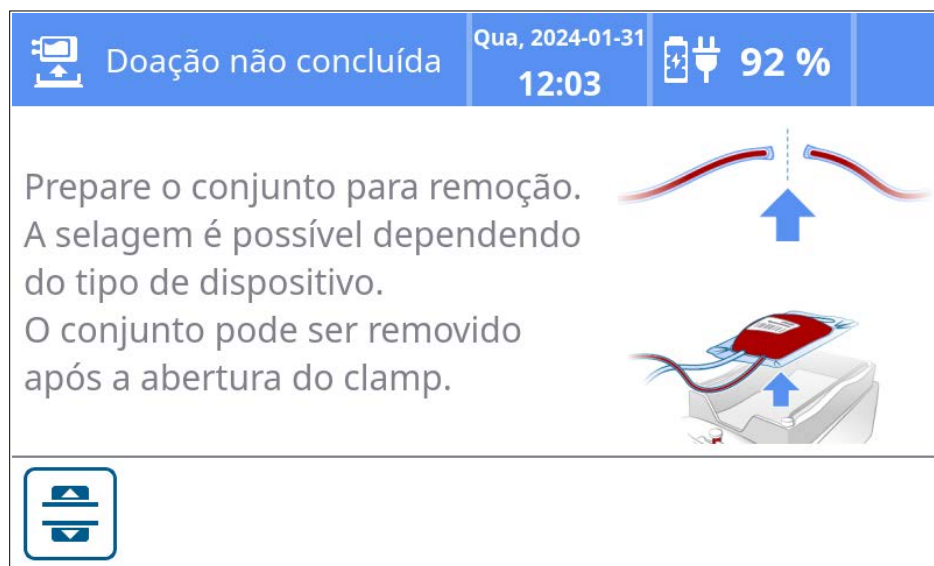 Doação não concluída
Qua, 2024-01-31
12:03
92 %
Prepare o conjunto para remoção.
A selagem é possível dependendo
do tipo de dispositivo.
O conjunto pode ser removido
após a abertura do clamp.